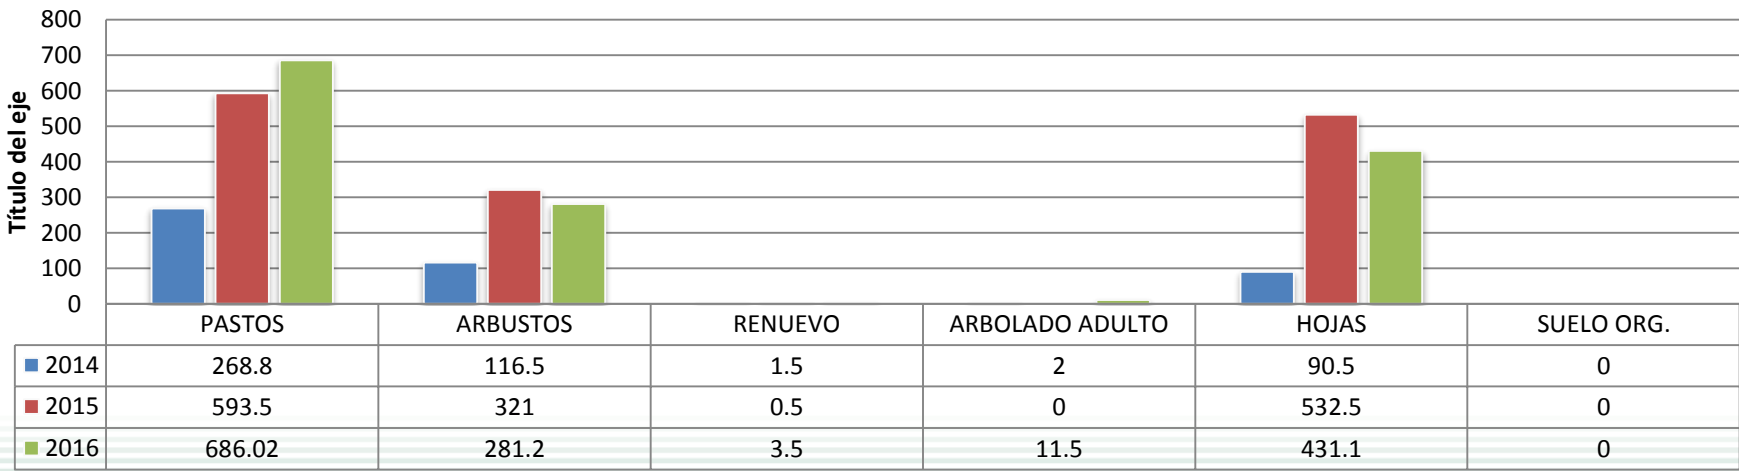 800
700
600
500
400
300
200
100
0
Título del eje
PASTOS ARBUSTOS RENUEVO ARBOLADO ADULTO HOJAS SUELO ORG.
2014 268.8 116.5 1.5 2 90.5 0
2015 593.5 321 0.5 0 532.5 0
2016 686.02 281.2 3.5 11.5 431.1 0